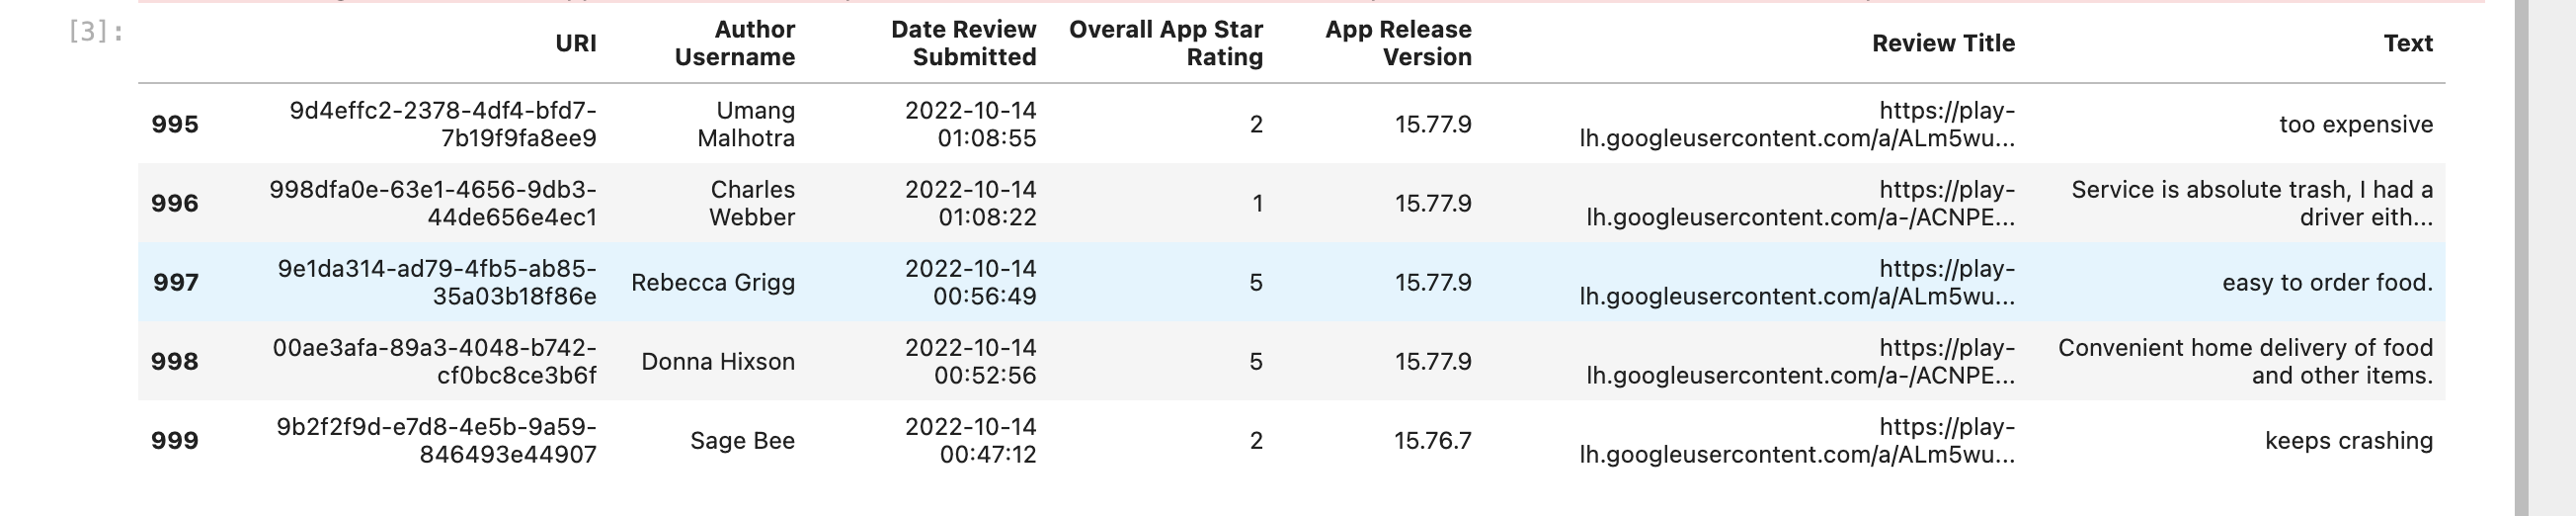 [3]:
URI
Author Username
Date Review Submitted
Overall App Star Rating
App Release Version
Review Title
Text
995
9d4effc2-2378-4df4-bfd7-
7b19f9fa8ee9
Umang
Malhotra
2022-10-14
01:08:55
2
15.77.9
https://play-
lh.googleusercontent.com/a/ALm5wu...
too expensive
996
998dfa0e-63e1-4656-9db3-
44de656e4ec1
Charles
Webber
2022-10-14
01:08:22
1
15.77.9
https://play-
lh.googleusercontent.com/a-/ACNPE...
Service is absolute trash, I had a
driver eith...
997
9e1da314-ad79-4fb5-ab85-
35a03b18f86e
Rebecca Grigg
2022-10-14
00:56:49
5
15.77.9
https://play-
lh.googleusercontent.com/a/ALm5wu...
easy to order food.
998
00ae3afa-89a3-4048-b742-
cf0bc8ce3b6f
Donna Hixson
2022-10-14
00:52:56
5
15.77.9
https://play-
lh.googleusercontent.com/a-/ACNPE...
Convenient home delivery of food
and other items.
999
9b2f2f9d-e7d8-4e5b-9a59-
846493e44907
Sage Bee
2022-10-14
00:47:12
2
15.76.7
https://play-
lh.googleusercontent.com/a/ALm5wu...
keeps crashing